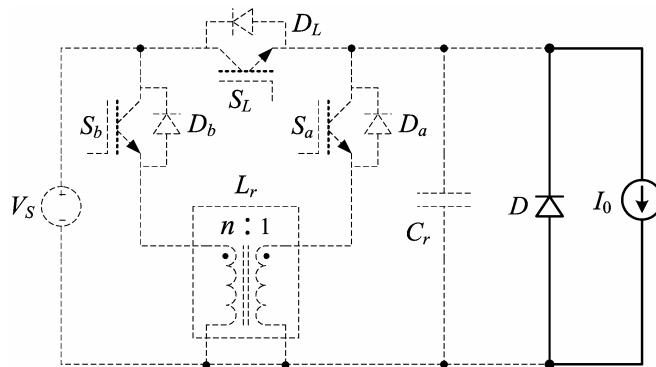 D_L
S_L
S_b
D_b
S_a
D_a
L_r
n : 1
V_S
C_r
D
I_0